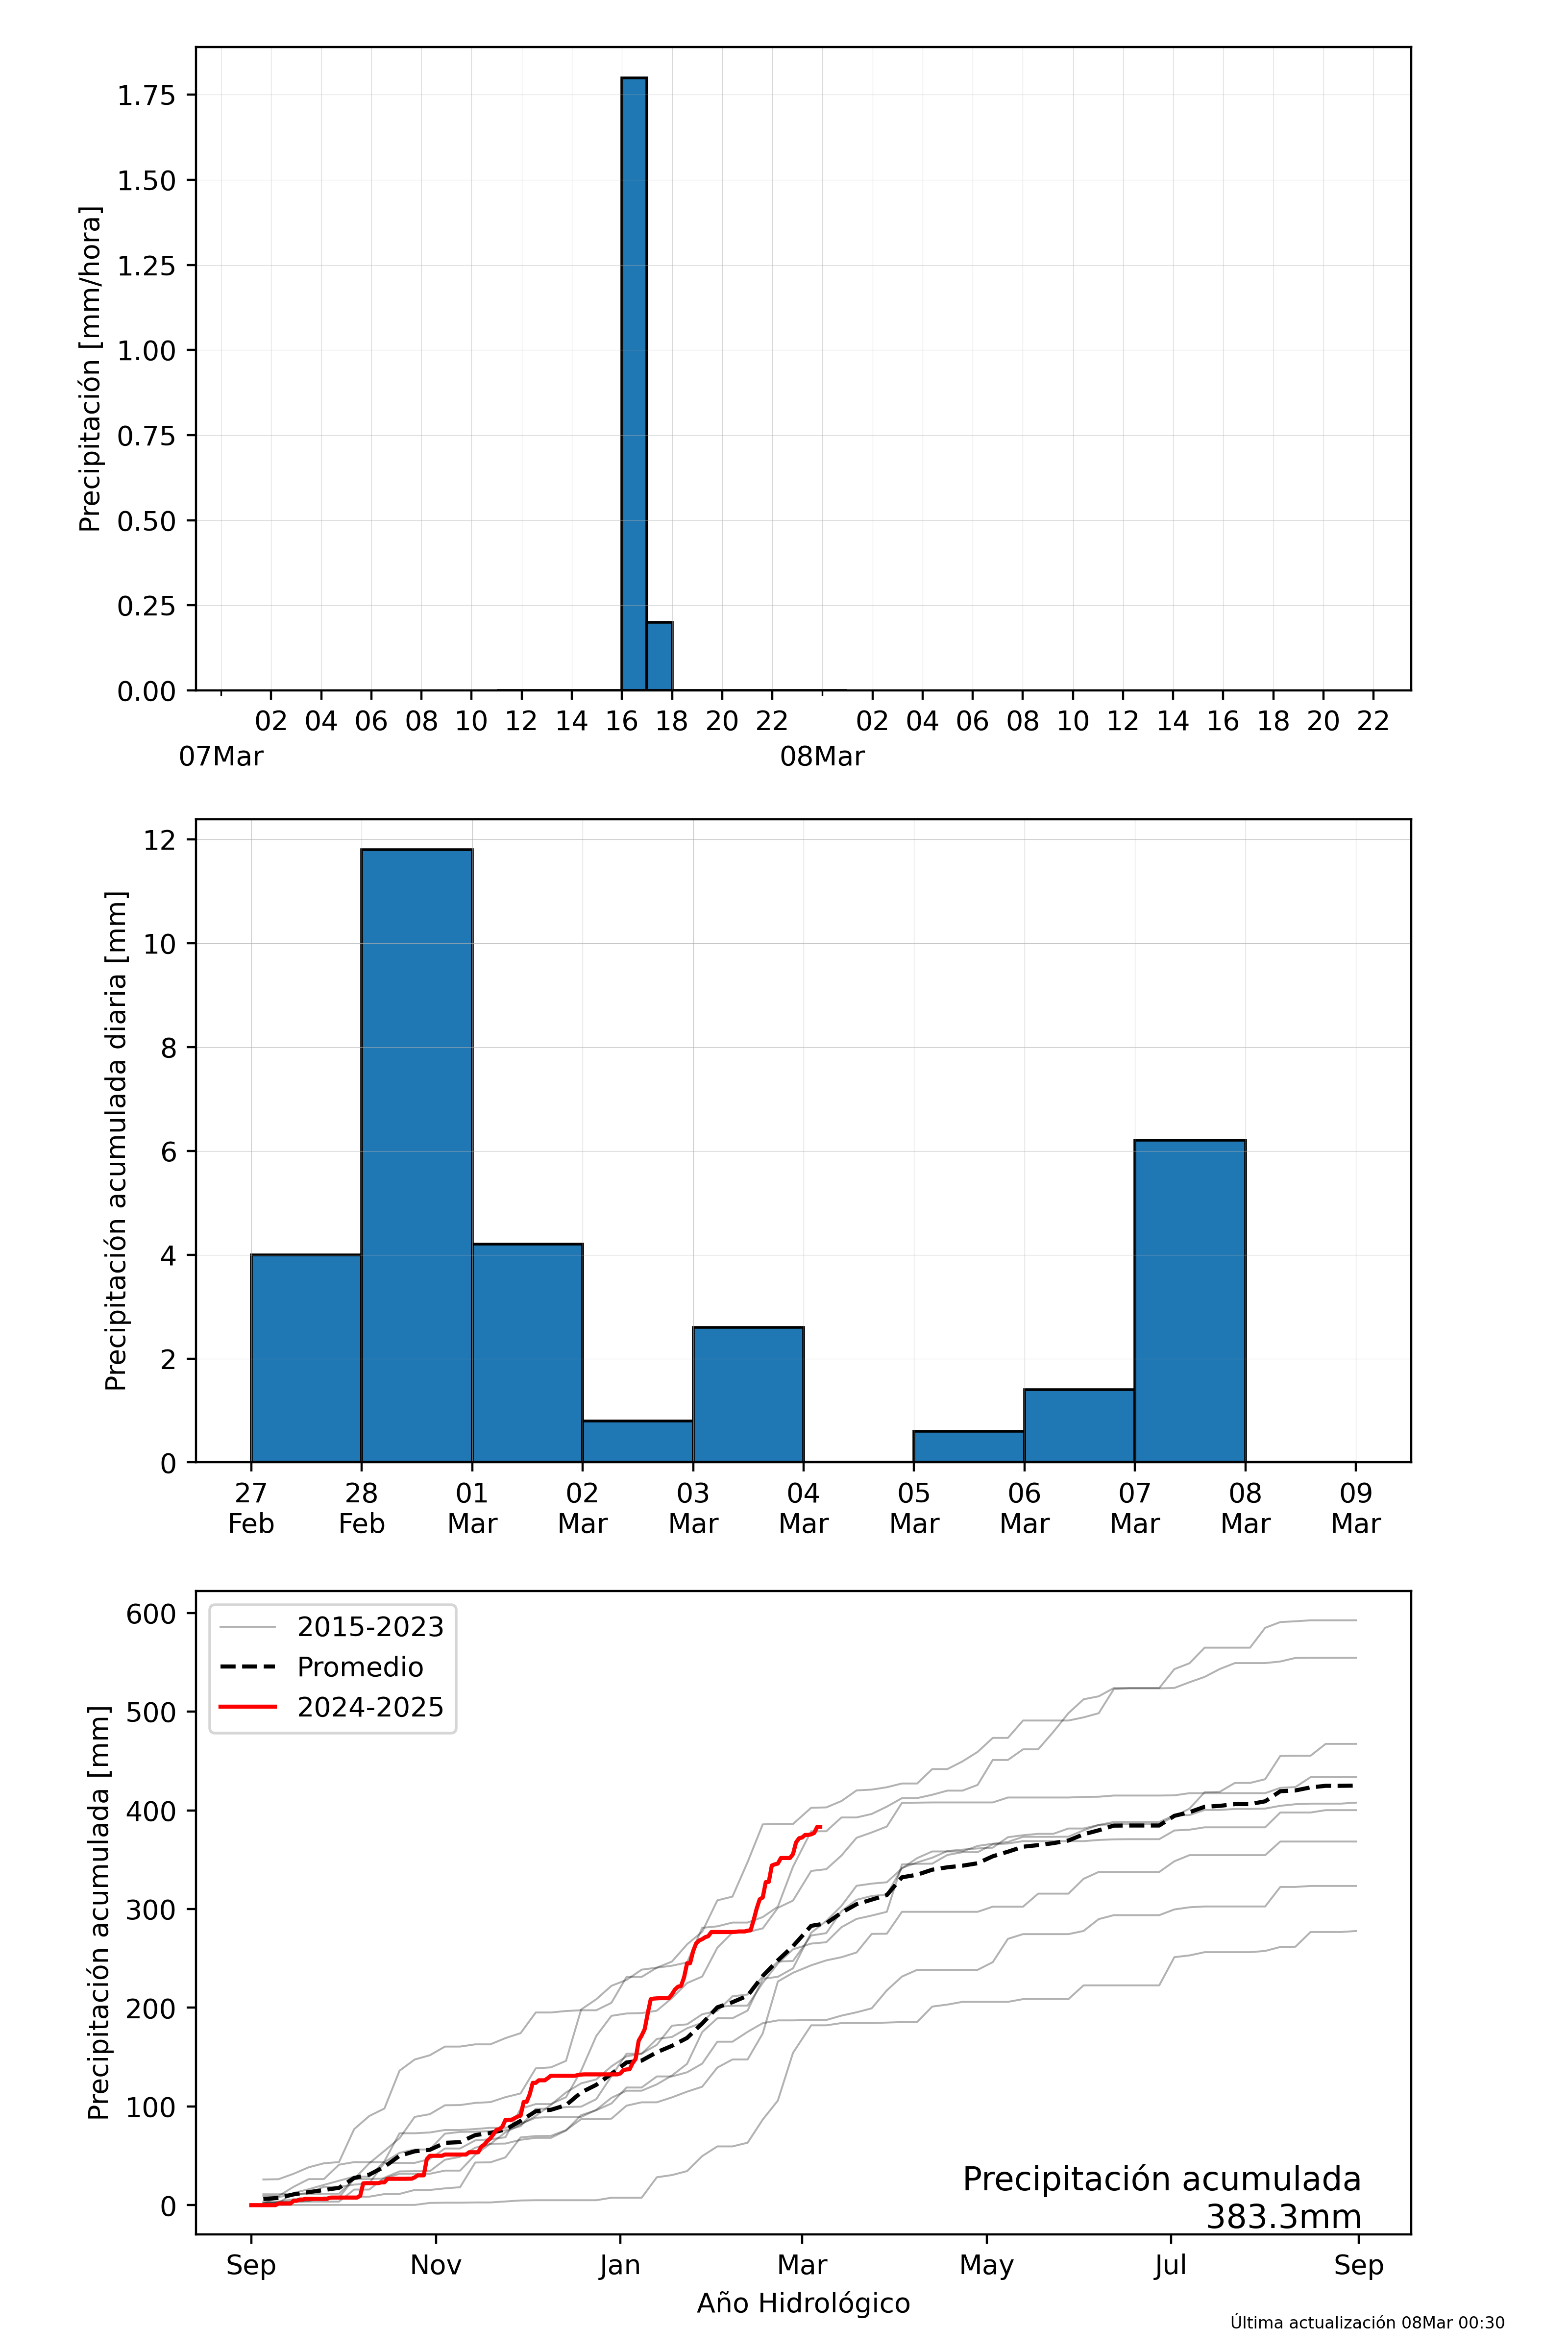 Precipitación [mm/hora]
1.75
1.50
1.25
1.00
0.75
0.50
0.25
0.00
02 04 06 08 10 12 14 16 18 20 22 02 04 06 08 10 12 14 16 18 20 22
07Mar 08Mar
Precipitación acumulada diaria [mm]
12
10
8
6
4
2
0
27 28 01 02 03 04 05 06 07 08 09
Feb Feb Mar Mar Mar Mar Mar Mar Mar Mar Mar
Precipitación acumulada [mm]
600
500
400
300
200
100
0
2015-2023
Promedio
2024-2025
Precipitación acumulada
383.3mm
Sep Nov Jan Mar May Jul Sep
Año Hidrológico
Última actualización 08Mar 00:30